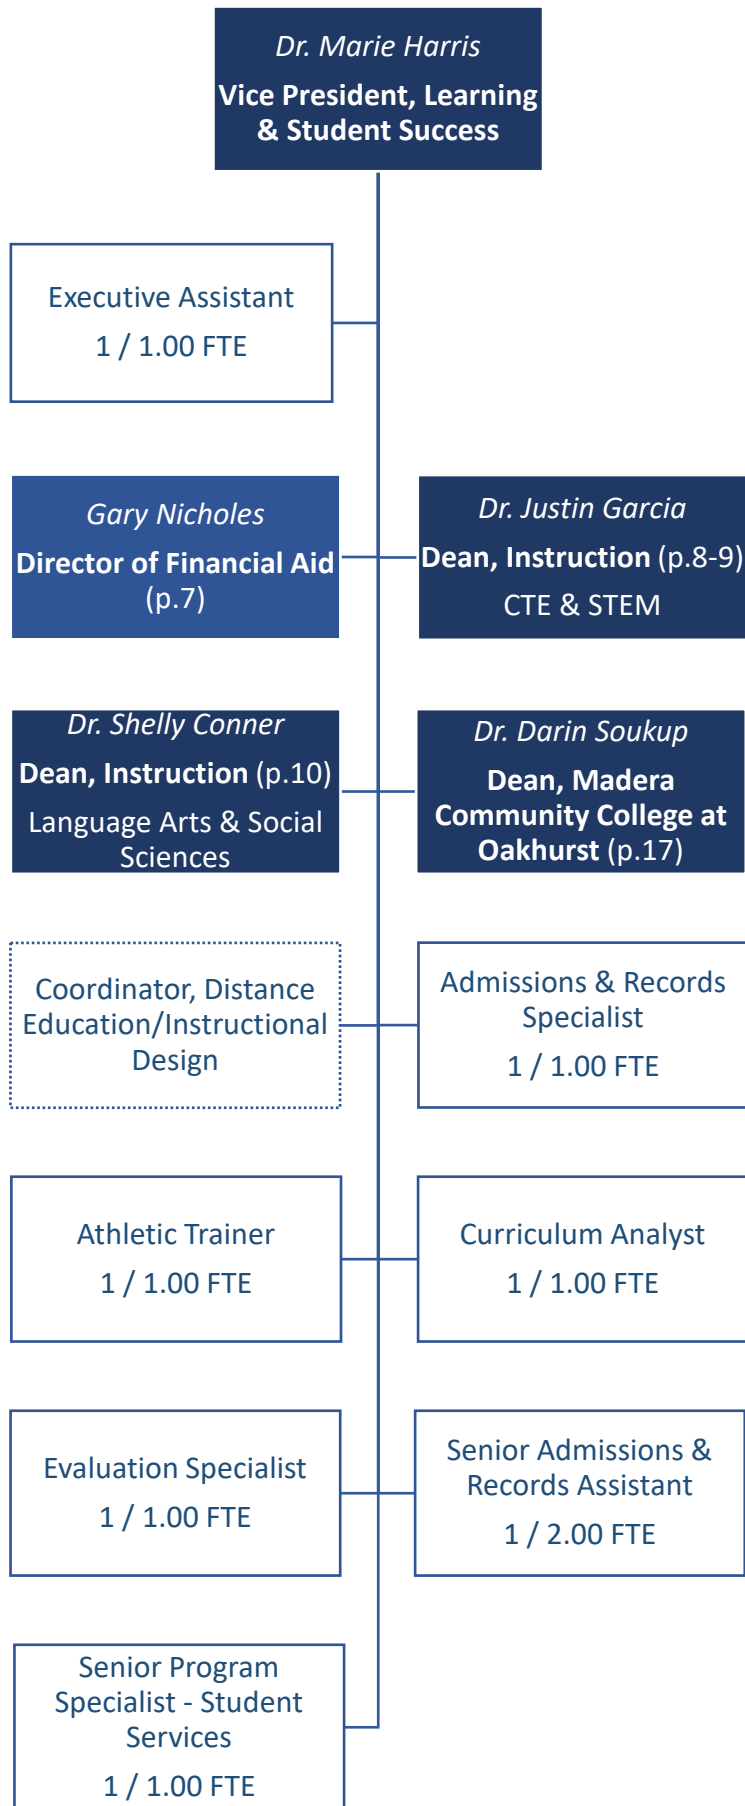 Dr. Marie Harris
Vice President, Learning
& Student Success
Executive Assistant
1 / 1.00 FTE
Gary Nicholes
Director of Financial Aid
(p.7)
Dr. Justin Garcia
Dean, Instruction (p.8-9)
CTE & STEM
Dr. Shelly Conner
Dean, Instruction (p.10)
Language Arts & Social
Sciences
Dr. Darin Soukup
Dean, Madera
Community College at
Oakhurst (p.17)
Coordinator, Distance
Education/Instructional
Design
Admissions & Records
Specialist
1 / 1.00 FTE
Athletic Trainer
1 / 1.00 FTE
Curriculum Analyst
1 / 1.00 FTE
Evaluation Specialist
1 / 1.00 FTE
Senior Admissions &
Records Assistant
1 / 2.00 FTE
Senior Program
Specialist - Student
Services
1 / 1.00 FTE